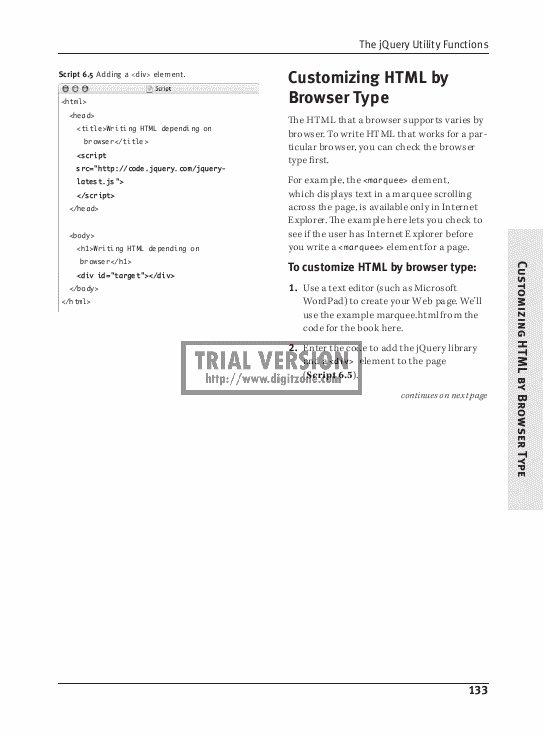 The jQuery Utility Functions
Script 6.5 Adding a <div> element.
Script
<html>
<head>
<title>Writing HTML depending on
browser</title>
<script
src="http://code.jquery.com/jquery-
latest.js">
</script>
</head>
<body>
<h1>Writing HTML depending on
browser</h1>
<div id="target"></div>
</body>
</html>
Customizing HTML by
Browser Type
The HTML that a browser supports varies by
browser. To write HTML that works for a par-
ticular browser, you can check the browser
type first.
For example, the <marquee> element,
which displays text in a marquee scrolling
across the page, is available only in Internet
Explorer. The example here lets you check to
see if the user has Internet Explorer before
you write a <marquee> element for a page.
To customize HTML by browser type:
1. Use a text editor (such as Microsoft
WordPad) to create your Web page. We'll
use the example marquee.html from the
code for the book here.
2. Enter the code to add the jQuery library
and a <div> element to the page
(Script 6.5).
continues on next page
TRIAL VERSION
http://www.digitzone.com
Customizing HTML by Browser Type
133